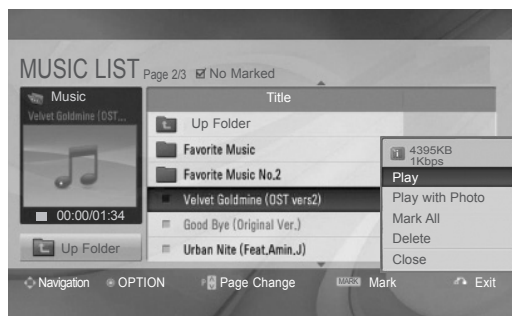 MUSIC LIST Page 2/3 No Marked
Music
Velvet Goldmine (OST...
00:00/01:34
Up Folder
Title
Up Folder
Favorite Music
Favorite Music No.2
Velvet Goldmine (OST vers2)
Good Bye (Original Ver.)
Urban Nite (Feat.Amin.J)
4395KB
1Kbps
Play
Play with Photo
Mark All
Delete
Close
Navigation OPTION P Page Change MARK Mark Exit